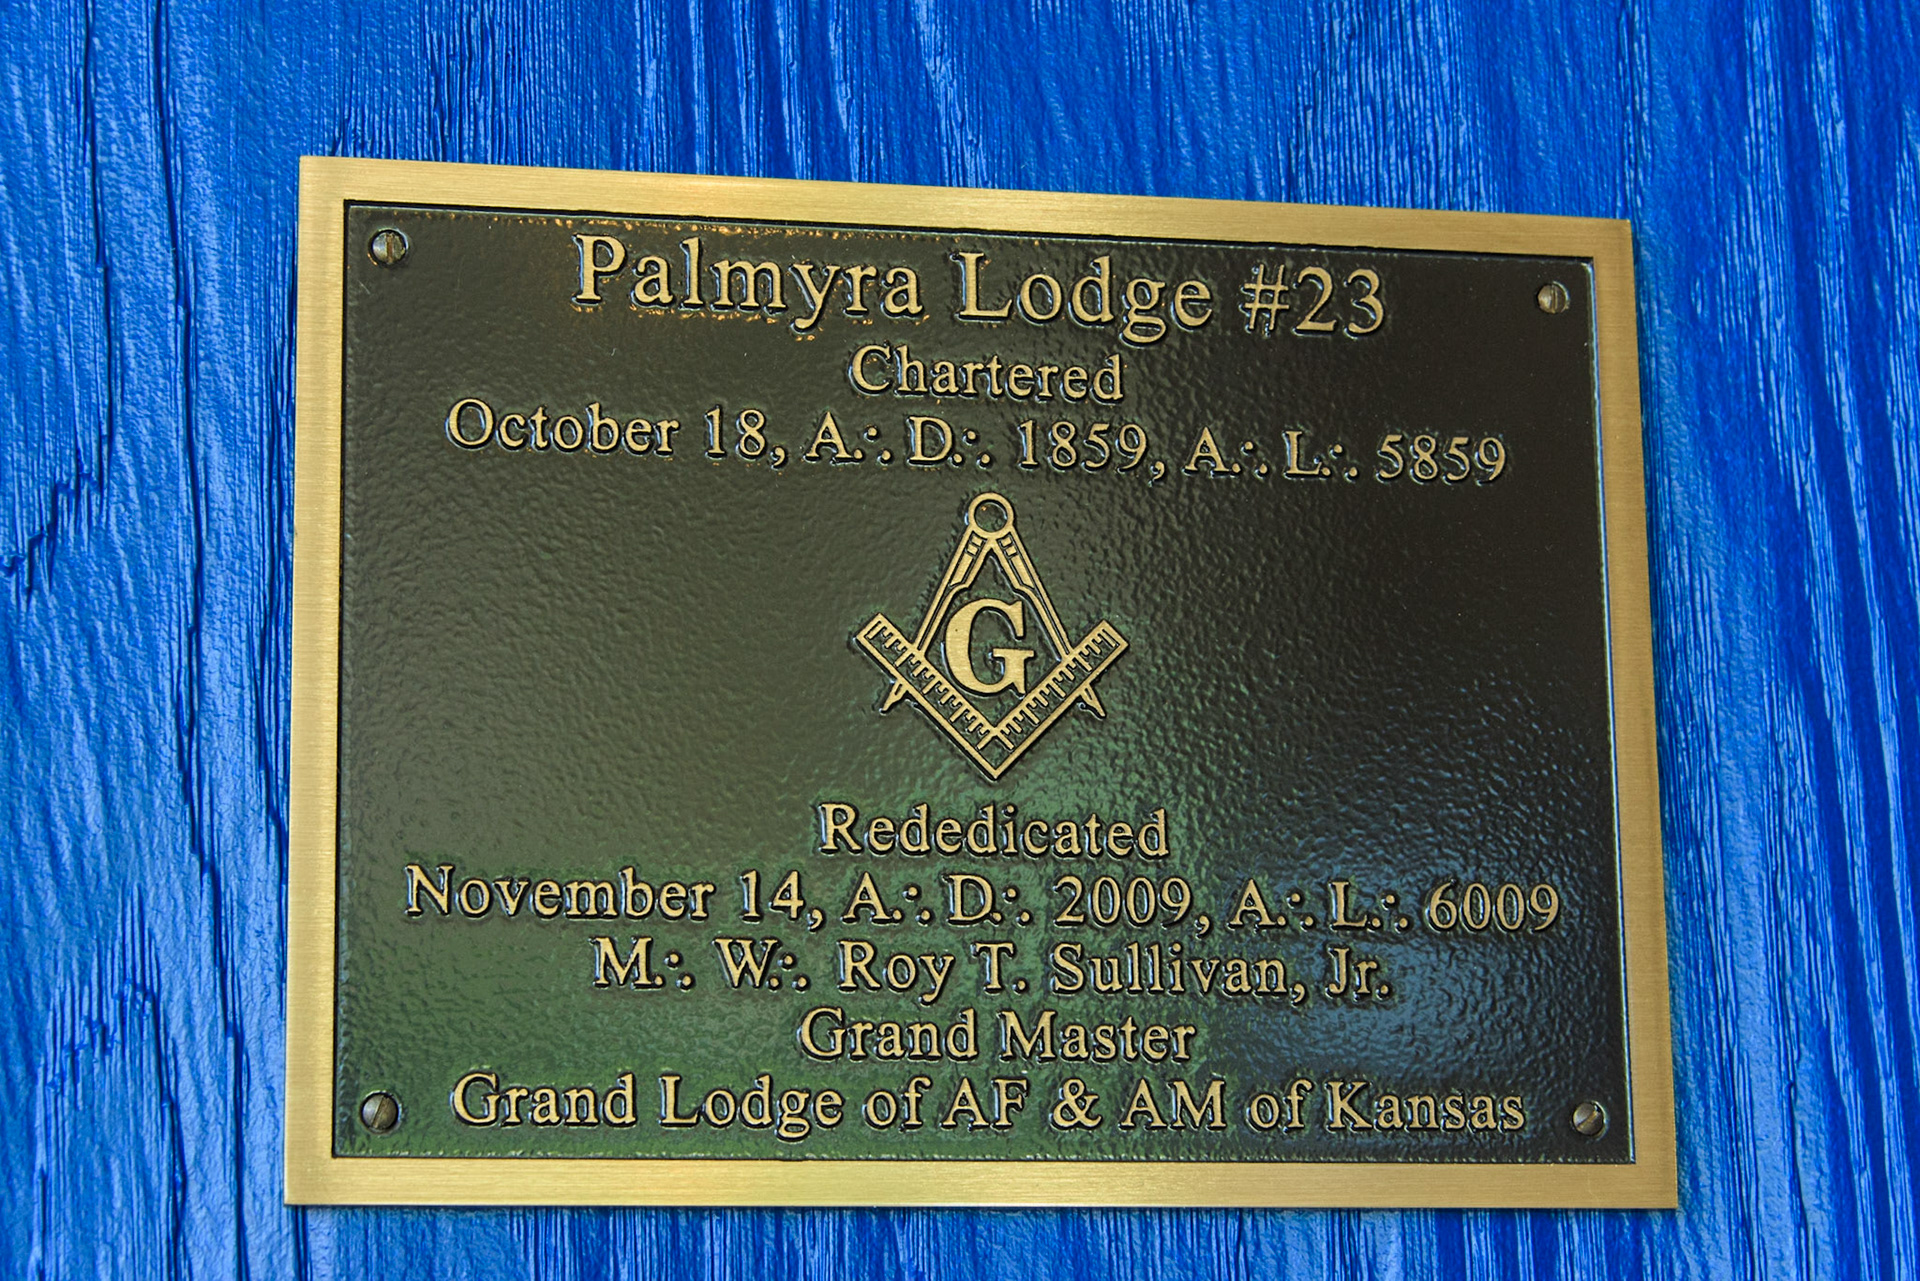 Palmyra Lodge #23
Chartered
October 18, A∴ D∴ 1859, A∴ L∴ 5859
G
Rededicated
November 14, A∴ D∴ 2009, A∴ L∴ 6009
M∴ W∴ Roy T. Sullivan, Jr.
Grand Master
Grand Lodge of AF & AM of Kansas